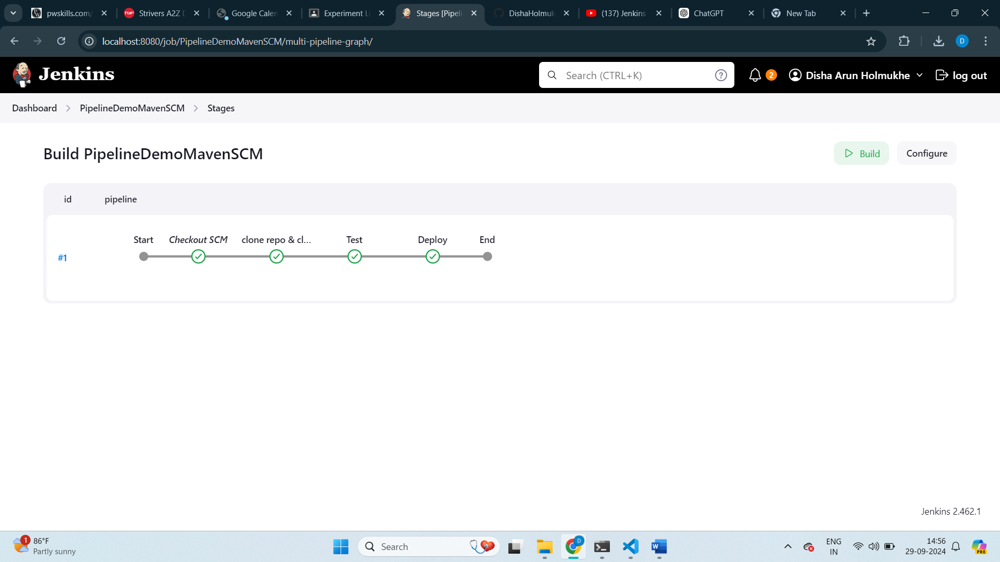 pwskills.com/
TUF
Strivers A2Z D
Google Calen
Experiment Li
Stages [Pipeli
DishaHolmuk
(137) Jenkins
ChatGPT
New Tab
localhost:8080/job/PipelineDemoMavenSCM/multi-pipeline-graph/
D
Jenkins
Search (CTRL+K)
?
2
Disha Arun Holmukhe
log out
Dashboard
PipelineDemoMavenSCM
Stages
Build PipelineDemoMavenSCM
Build
Configure
id
pipeline
Start
Checkout SCM
clone repo & cl...
Test
Deploy
End
#1
Jenkins 2.462.1
1
86°F
Partly sunny
Search
D
W
ENG
IN
14:56
29-09-2024
PRE